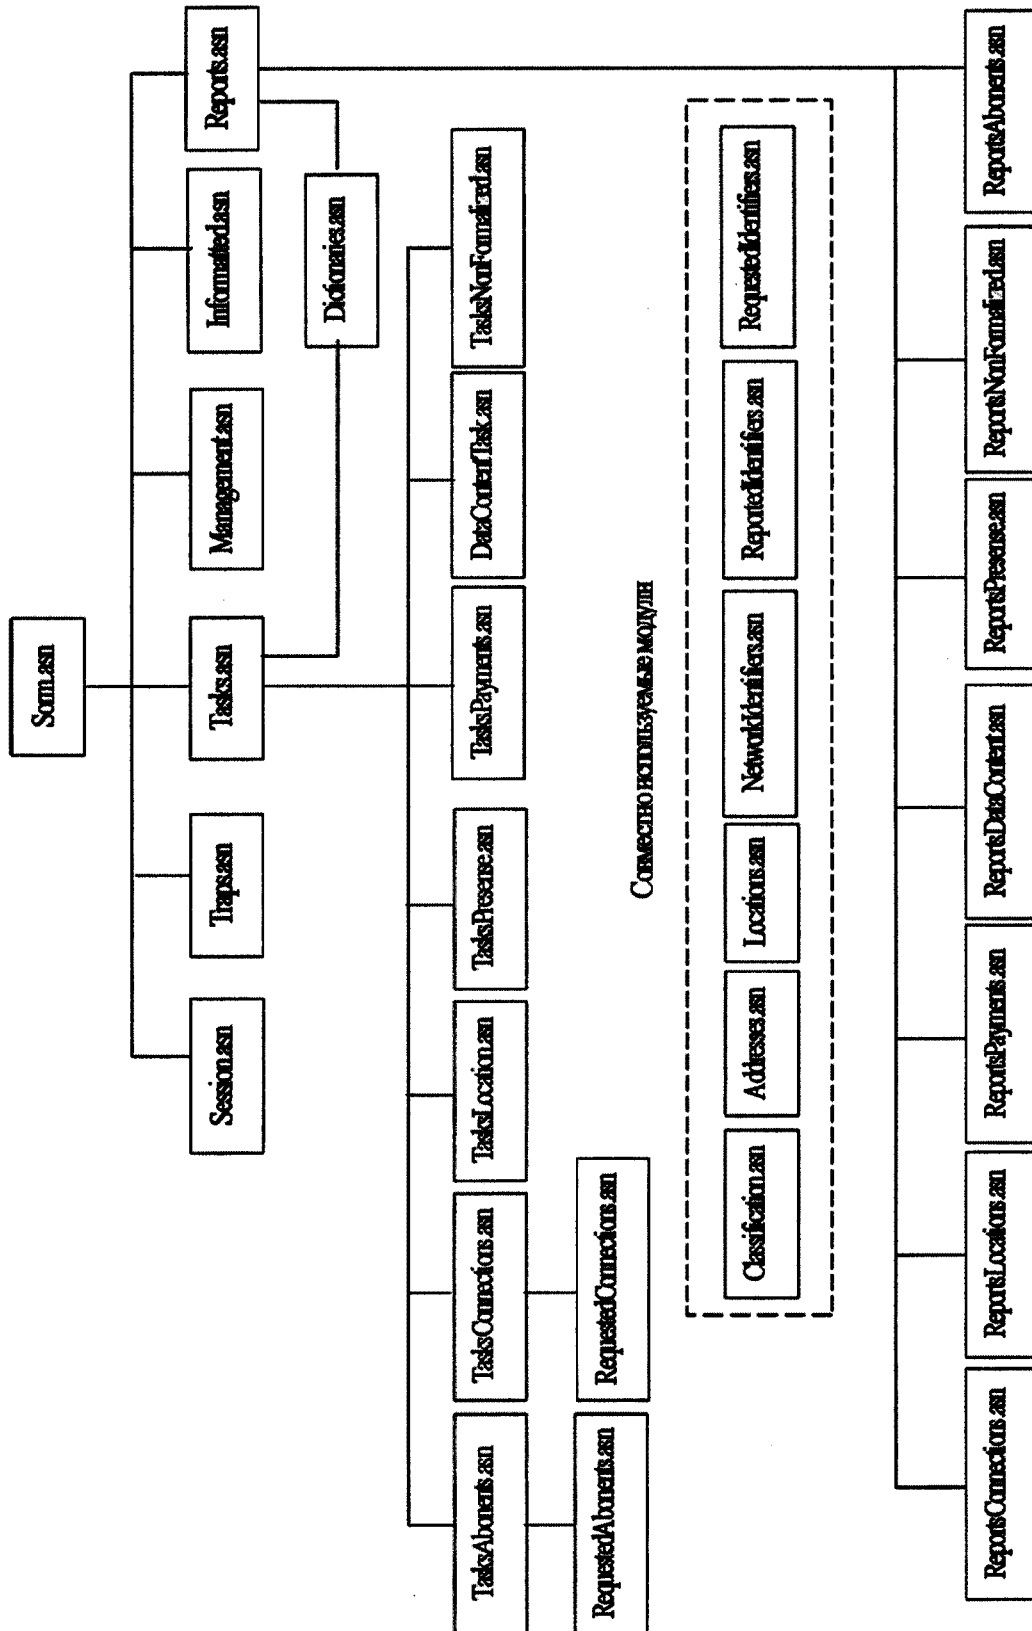 Sorm.asn
Session.asn
Traps.asn
Tasks.asn
Management.asn
Informatted.asn
Reports.asn
Dictionaries.asn
TasksAbonents.asn
TasksConnections.asn
TasksLocation.asn
TasksPresense.asn
TasksPayments.asn
DataContentTask.asn
TasksNonFormalized.asn
RequestedAbonents.asn
RequestedConnections.asn
Совместно используемые модули
Classification.asn
Addresses.asn
Locations.asn
NetworkIdentifiers.asn
ReportedIdentifiers.asn
RequestedIdentifiers.asn
ReportsConnections.asn
ReportsLocations.asn
ReportsPayments.asn
ReportsDataContent.asn
ReportsPresense.asn
ReportsNonFormalized.asn
ReportsAbonents.asn